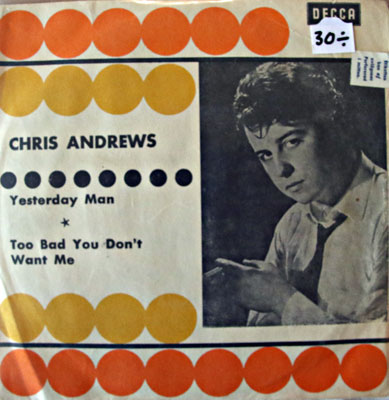 DECCA
30÷
CHRIS ANDREWS
Yesterday Man
*
Too Bad You Don't
Want Me